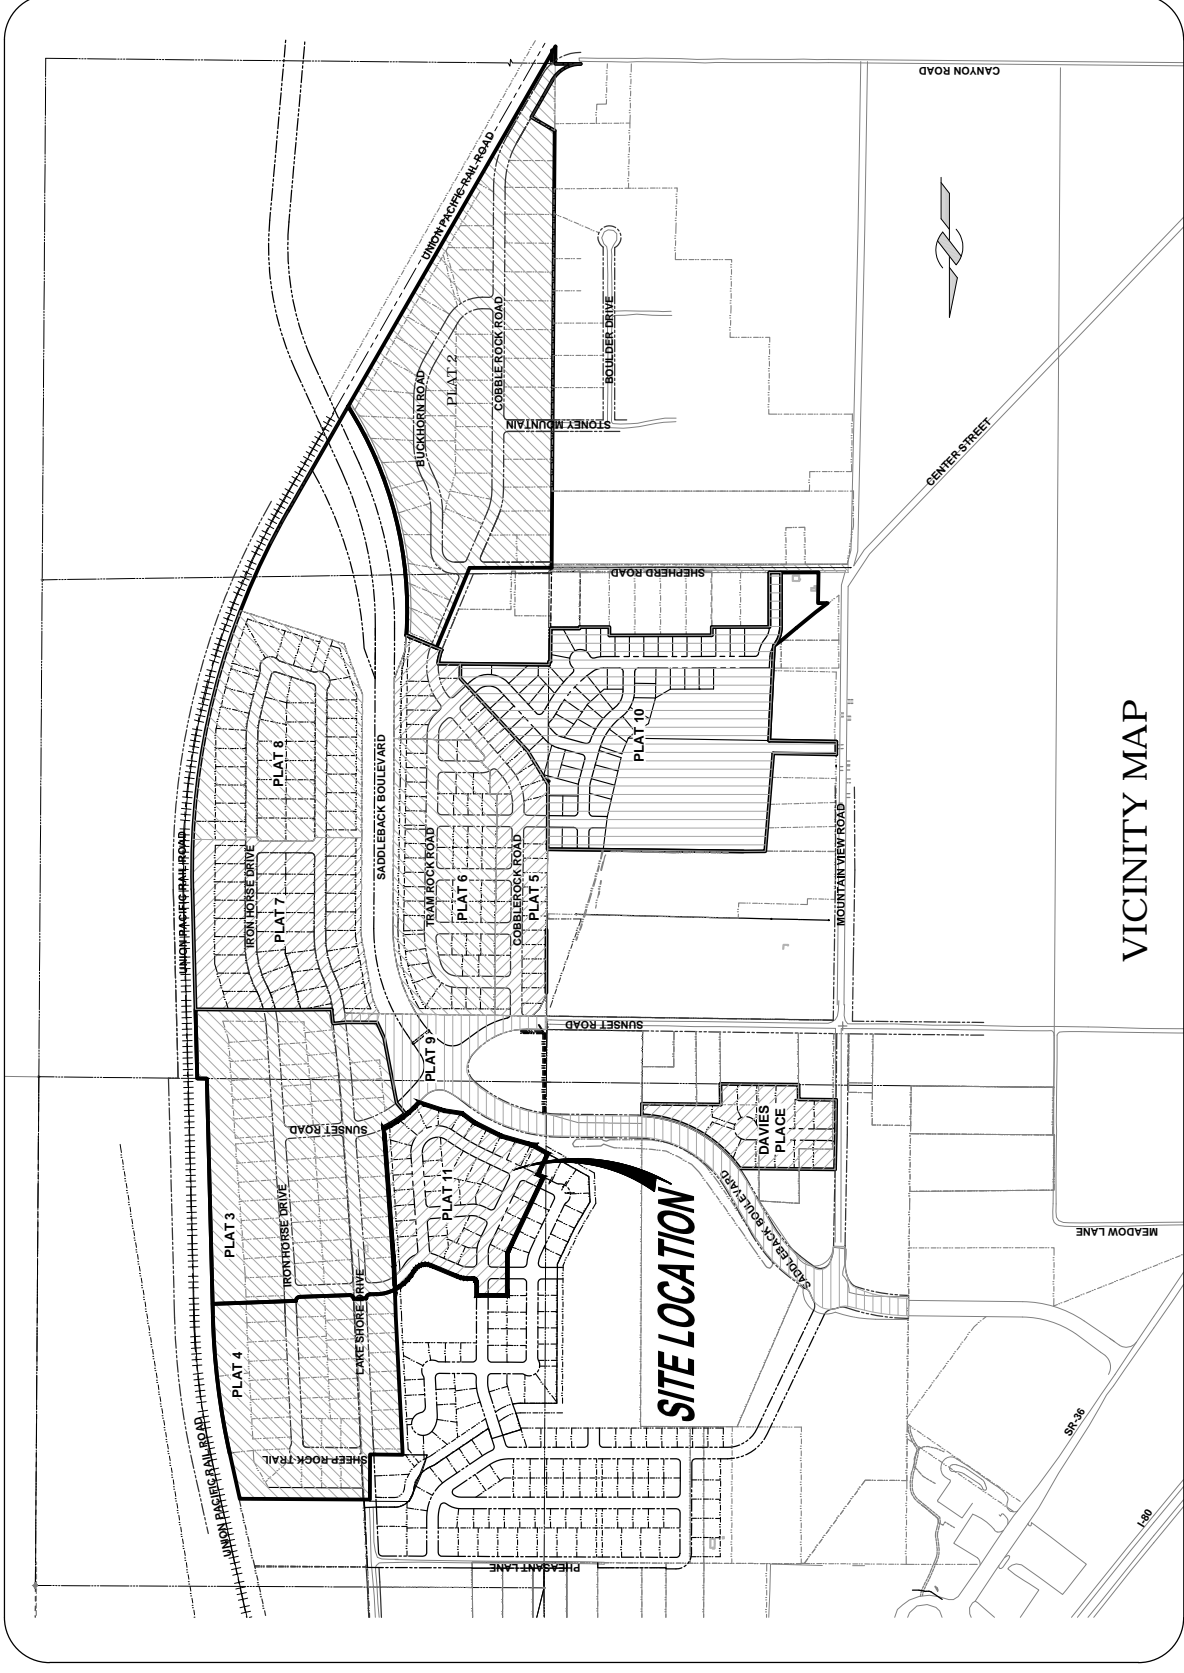 CANYON ROAD
UNION PACIFIC RAIL ROAD
PLAT 2
BUCKHORN ROAD
COBBLE ROCK ROAD
BOULDER DRIVE
STONEY MOUNTAIN
CENTER STREET
SHEPHERD ROAD
PLAT 8
PLAT 10
SADDLEBACK BOULEVARD
MOUNTAIN VIEW ROAD
UNION PACIFIC RAIL ROAD
IRON HORSE DRIVE
PLAT 7
TRAM ROCK ROAD
PLAT 6
COBBLEROCK ROAD
PLAT 5
VICINITY MAP
SUNSET ROAD
PLAT 9
SUNSET ROAD
DAVIES
PLACE
PLAT 11
PLAT 3
IRON HORSE DRIVE
SADDLEBACK BOULEVARD
MEADOW LANE
SITE LOCATION
LAKE SHORE DRIVE
PLAT 4
SHEEP ROCK TRAIL
UNION PACIFIC RAIL ROAD
SR-36
I-80
PHEASANT LANE